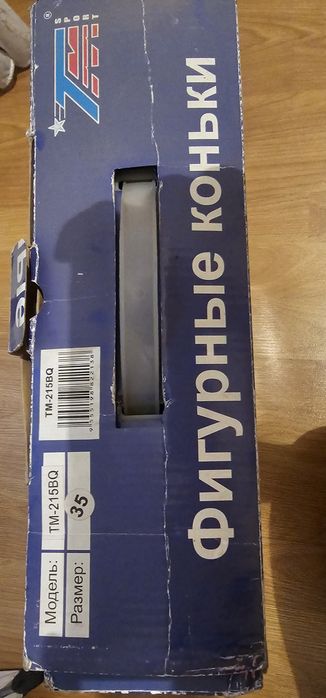 SPORT
®
Фигурные коньки
TM-215BQ
Модель: TM-215BQ
Размер: 35